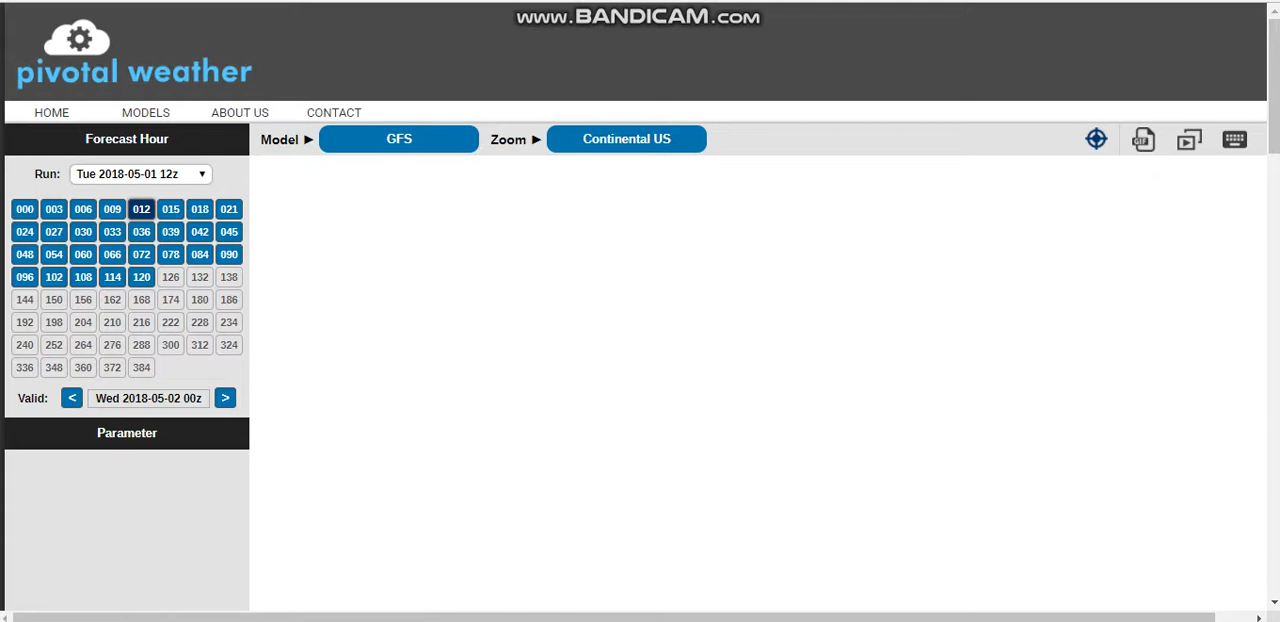 www.BANDICAM.com
pivotal weather
HOME MODELS ABOUT US CONTACT
Forecast Hour Model ► GFS Zoom ► Continental US GIF
Run: Tue 2018-05-01 12z ▼
000 003 006 009 012 015 018 021
024 027 030 033 036 039 042 045
048 054 060 066 072 078 084 090
096 102 108 114 120 126 132 138
144 150 156 162 168 174 180 186
192 198 204 210 216 222 228 234
240 252 264 276 288 300 312 324
336 348 360 372 384
Valid: < Wed 2018-05-02 00z >
Parameter